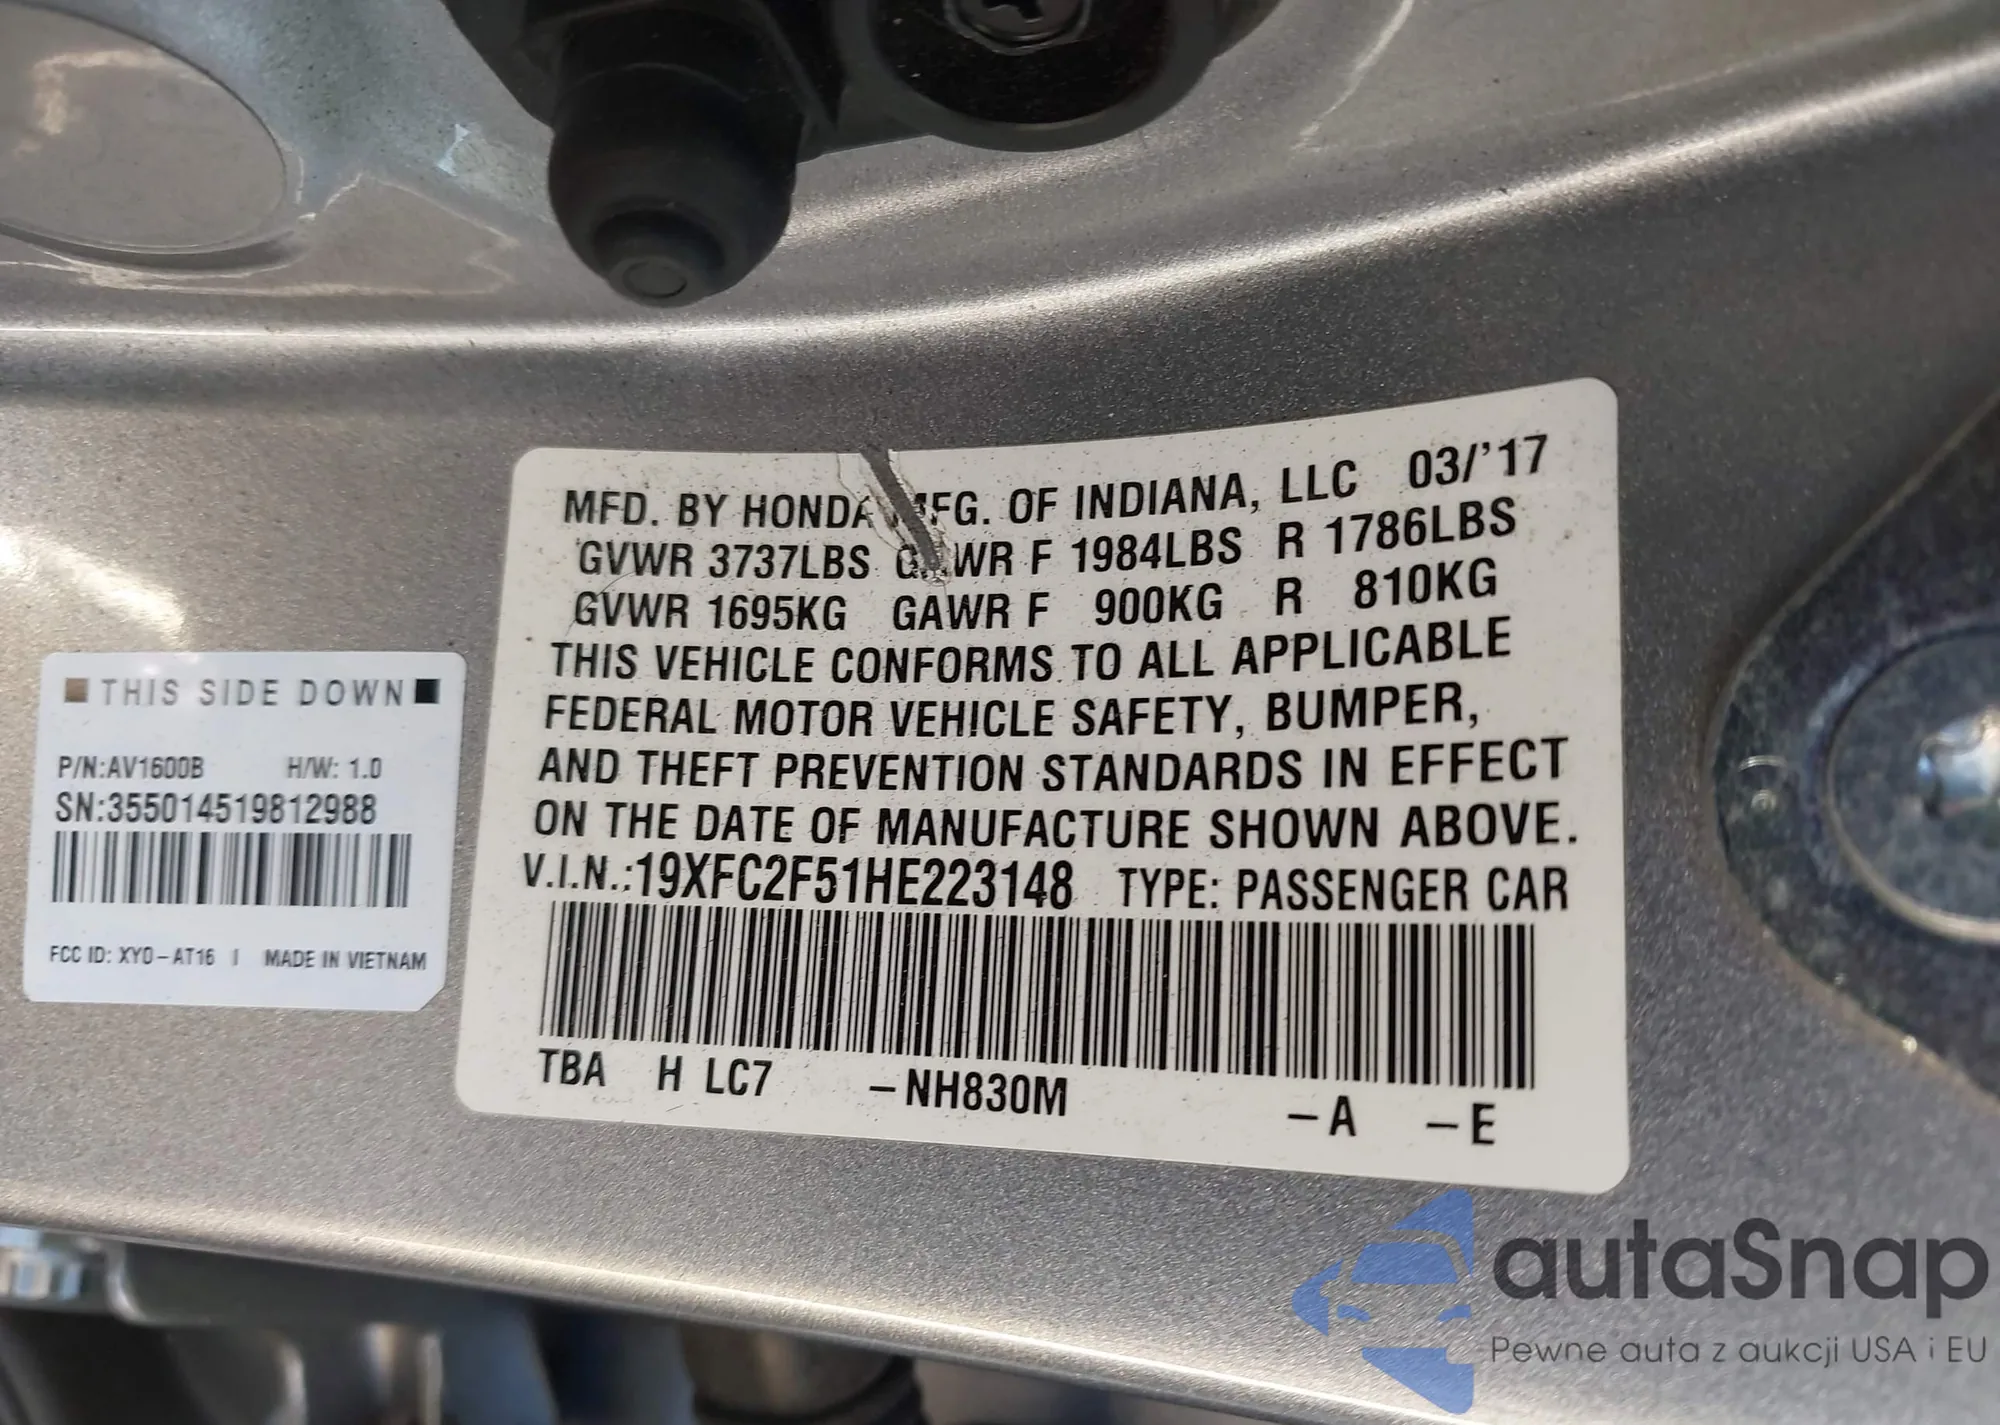 MFD. BY HONDA MFG. OF INDIANA, LLC 03/'17
GVWR 3737LBS GAWR F 1984LBS R 1786LBS
GVWR 1695KG GAWR F 900KG R 810KG
THIS VEHICLE CONFORMS TO ALL APPLICABLE
FEDERAL MOTOR VEHICLE SAFETY, BUMPER,
AND THEFT PREVENTION STANDARDS IN EFFECT
ON THE DATE OF MANUFACTURE SHOWN ABOVE.
V.I.N.:19XFC2F51HE223148 TYPE: PASSENGER CAR
TBA H LC7 -NH830M -A -E
THIS SIDE DOWN
P/N:AV1600B H/W: 1.0
SN:355014519812988
FCC ID: XYO-AT16 I MADE IN VIETNAM
autaSnap
Pewne auta z aukcji USA i EU